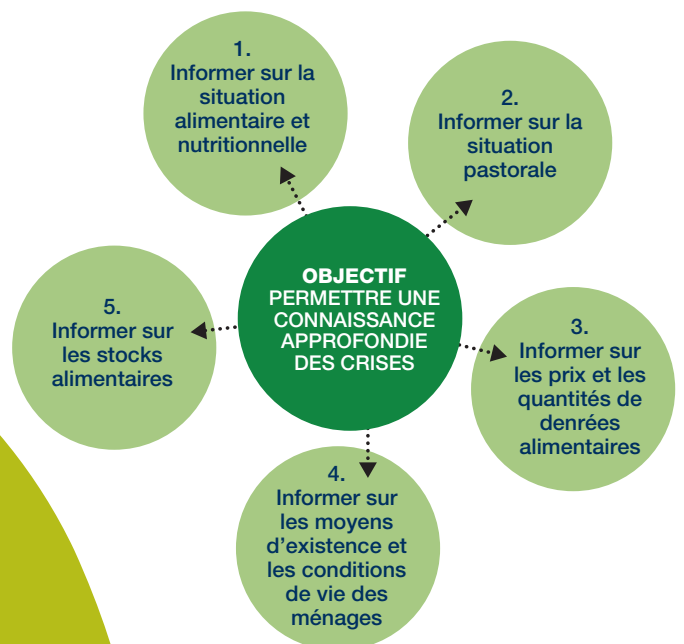 1.
Informer sur la
situation
alimentaire et
nutritionnelle
2.
Informer sur la
situation
pastorale
OBJECTIF
PERMETTRE UNE
CONNAISSANCE
APPROFONDIE
DES CRISES
3.
Informer sur
les prix et les
quantités de
denrées
alimentaires
4.
Informer sur
les moyens
d'existence et
les conditions
de vie des
ménages
5.
Informer sur
les stocks
alimentaires